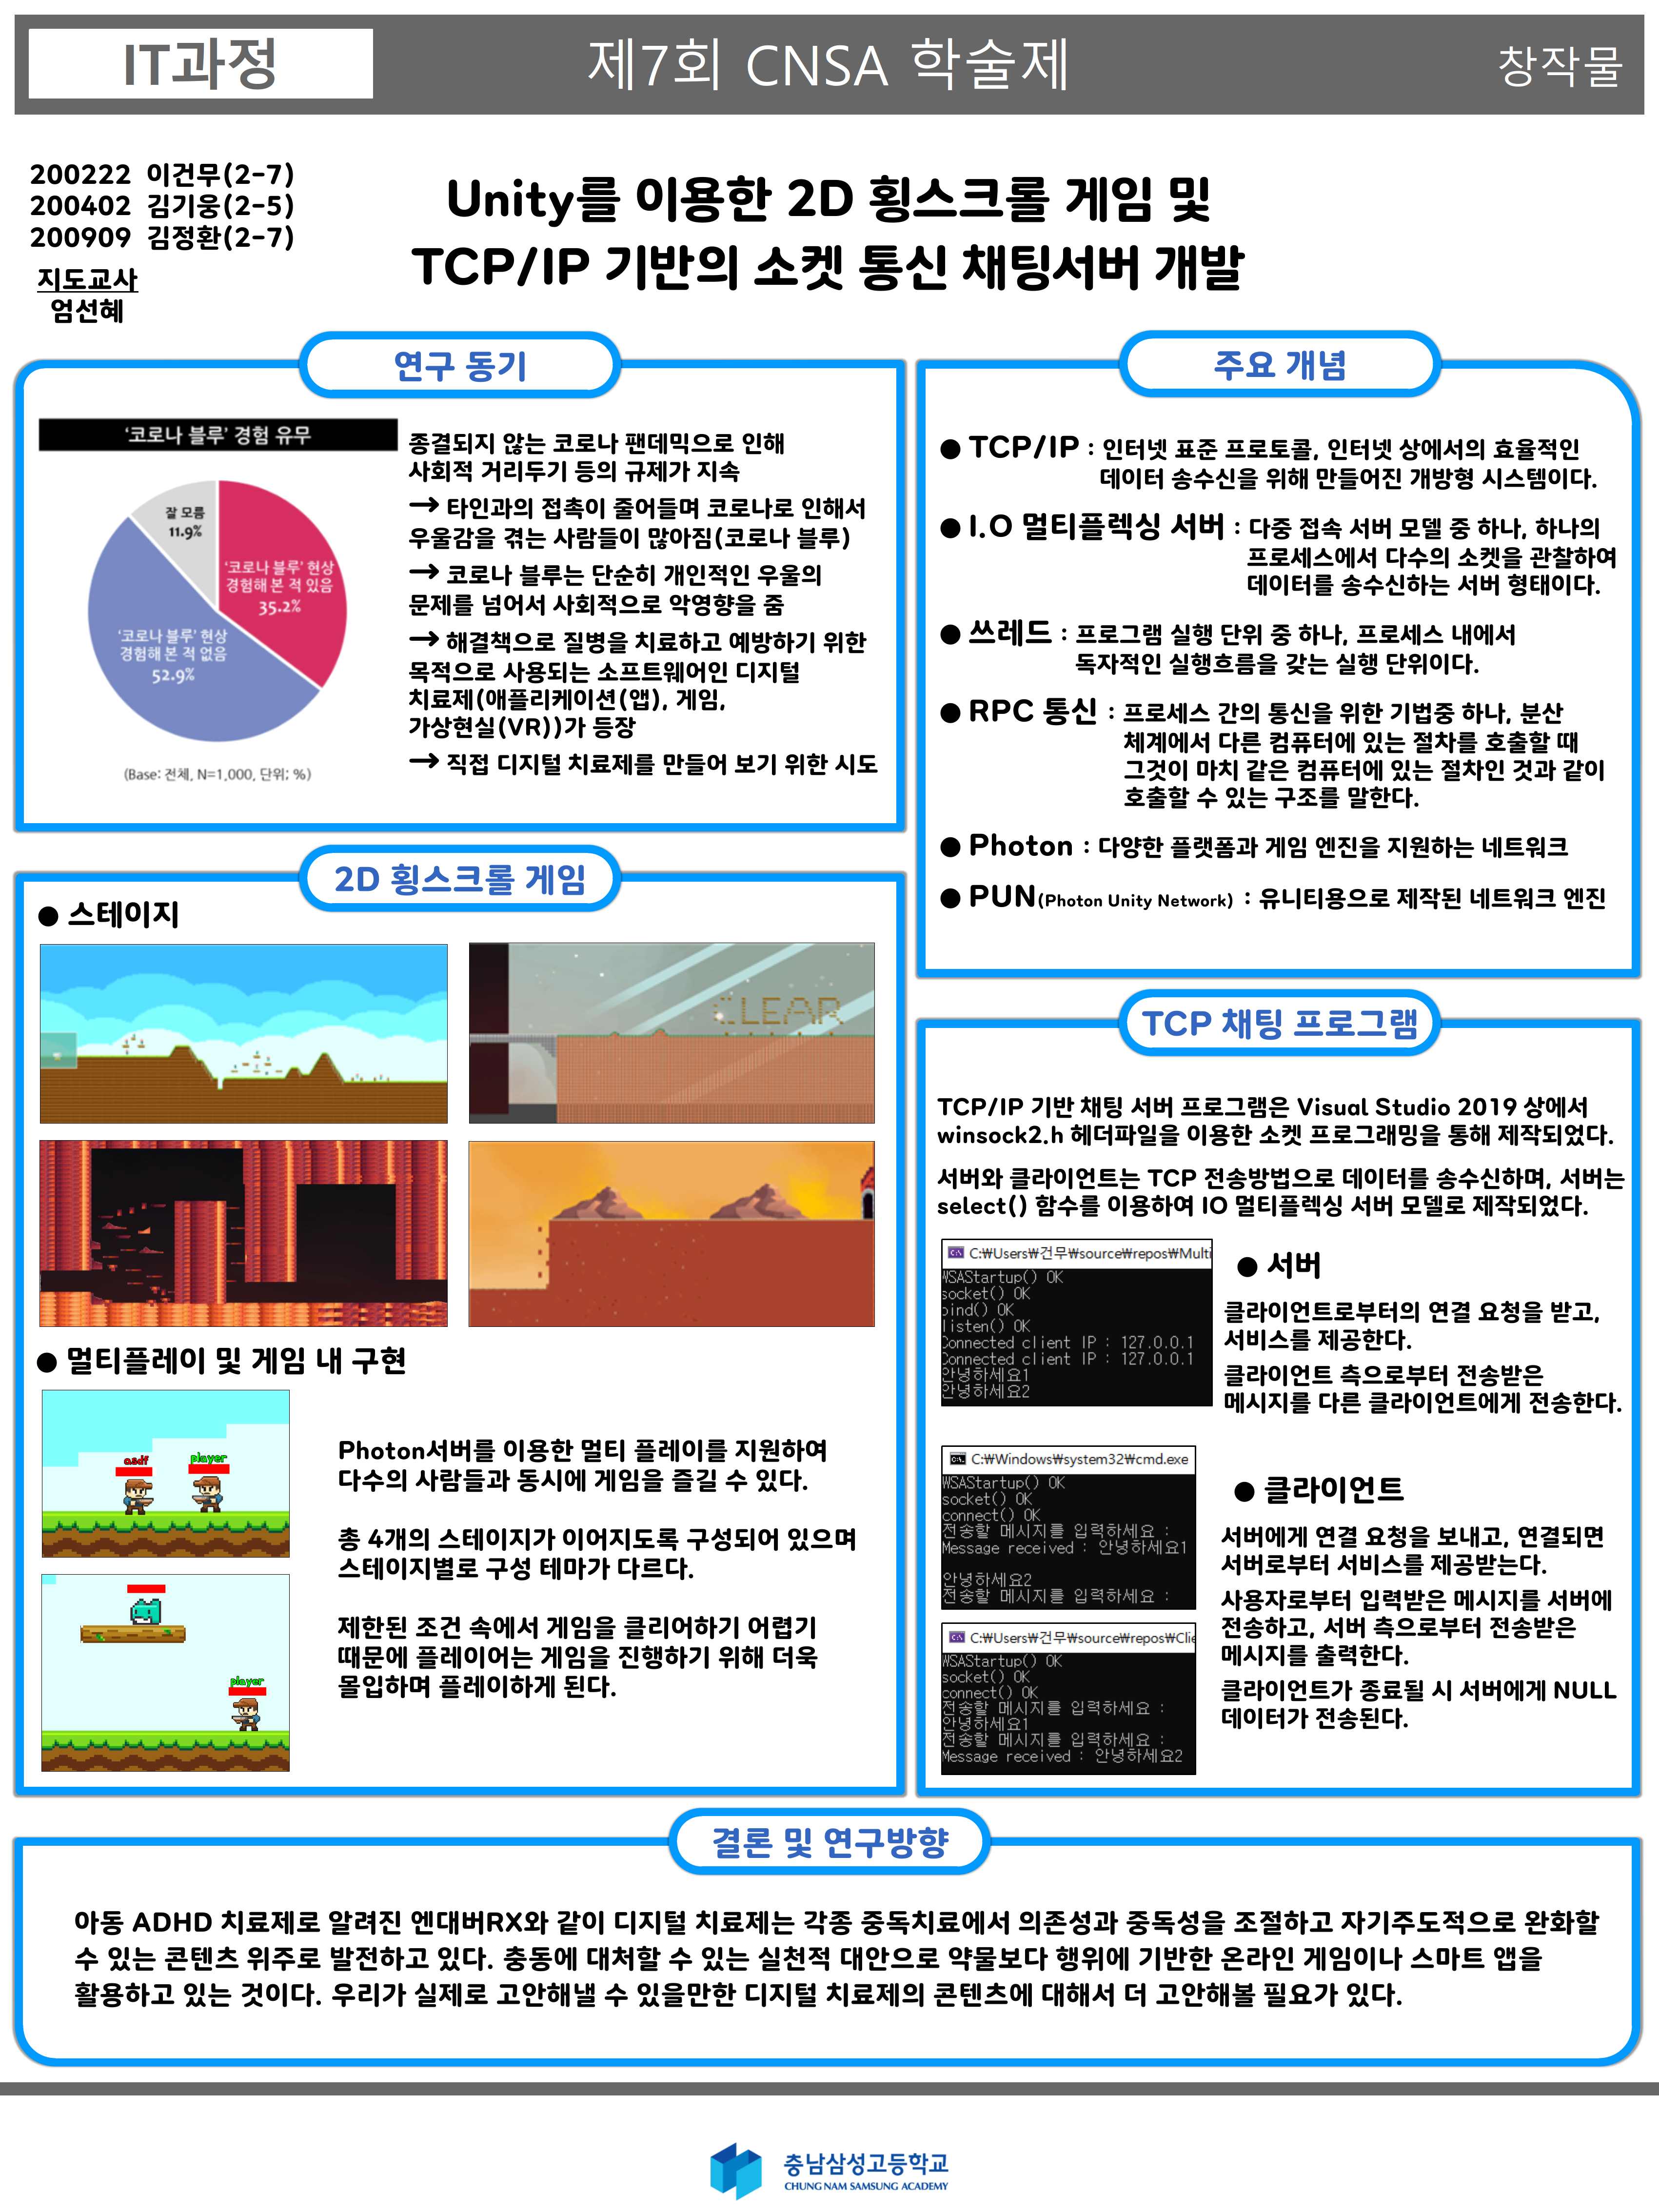 IT과정
제7회 CNSA 학술제
창작물
200222 이건무(2-7)
200402 김기웅(2-5)
200909 김정환(2-7)
지도교사
엄선혜
Unity를 이용한 2D 횡스크롤 게임 및
TCP/IP 기반의 소켓 통신 채팅서버 개발
연구 동기
'코로나 블루' 경험 유무
잘 모름
11.9%
'코로나 블루' 현상
경험해 본 적 있음
35.2%
'코로나 블루' 현상
경험해 본 적 없음
52.9%
(Base: 전체, N=1,000, 단위; %)
종결되지 않는 코로나 팬데믹으로 인해
사회적 거리두기 등의 규제가 지속
→ 타인과의 접촉이 줄어들며 코로나로 인해서
우울감을 겪는 사람들이 많아짐(코로나 블루)
→ 코로나 블루는 단순히 개인적인 우울의
문제를 넘어서 사회적으로 악영향을 줌
→ 해결책으로 질병을 치료하고 예방하기 위한
목적으로 사용되는 소프트웨어인 디지털
치료제(애플리케이션(앱), 게임,
가상현실(VR))가 등장
→ 직접 디지털 치료제를 만들어 보기 위한 시도
주요 개념
● TCP/IP : 인터넷 표준 프로토콜, 인터넷 상에서의 효율적인
데이터 송수신을 위해 만들어진 개방형 시스템이다.
● I.O 멀티플렉싱 서버 : 다중 접속 서버 모델 중 하나, 하나의
프로세스에서 다수의 소켓을 관찰하여
데이터를 송수신하는 서버 형태이다.
● 쓰레드 : 프로그램 실행 단위 중 하나, 프로세스 내에서
독자적인 실행흐름을 갖는 실행 단위이다.
● RPC 통신 : 프로세스 간의 통신을 위한 기법중 하나, 분산
체계에서 다른 컴퓨터에 있는 절차를 호출할 때
그것이 마치 같은 컴퓨터에 있는 절차인 것과 같이
호출할 수 있는 구조를 말한다.
● Photon : 다양한 플랫폼과 게임 엔진을 지원하는 네트워크
● PUN(Photon Unity Network) : 유니티용으로 제작된 네트워크 엔진
2D 횡스크롤 게임
● 스테이지
CLEAR
● 멀티플레이 및 게임 내 구현
asdf
player
player
Photon서버를 이용한 멀티 플레이를 지원하여
다수의 사람들과 동시에 게임을 즐길 수 있다.
총 4개의 스테이지가 이어지도록 구성되어 있으며
스테이지별로 구성 테마가 다르다.
제한된 조건 속에서 게임을 클리어하기 어렵기
때문에 플레이어는 게임을 진행하기 위해 더욱
몰입하며 플레이하게 된다.
TCP 채팅 프로그램
TCP/IP 기반 채팅 서버 프로그램은 Visual Studio 2019 상에서
winsock2.h 헤더파일을 이용한 소켓 프로그래밍을 통해 제작되었다.
서버와 클라이언트는 TCP 전송방법으로 데이터를 송수신하며, 서버는
select() 함수를 이용하여 IO 멀티플렉싱 서버 모델로 제작되었다.
C:₩Users₩건무₩source₩repos₩Multi
WSAStartup() OK
socket() OK
bind() OK
listen() OK
Connected client IP : 127.0.0.1
Connected client IP : 127.0.0.1
안녕하세요1
안녕하세요2
● 서버
클라이언트로부터의 연결 요청을 받고,
서비스를 제공한다.
클라이언트 측으로부터 전송받은
메시지를 다른 클라이언트에게 전송한다.
C:₩Windows₩system32₩cmd.exe
WSAStartup() OK
socket() OK
connect() OK
전송할 메시지를 입력하세요 :
Message received : 안녕하세요1
안녕하세요2
전송할 메시지를 입력하세요 :
C:₩Users₩건무₩source₩repos₩Clie
WSAStartup() OK
socket() OK
connect() OK
전송할 메시지를 입력하세요 :
안녕하세요1
전송할 메시지를 입력하세요 :
Message received : 안녕하세요2
● 클라이언트
서버에게 연결 요청을 보내고, 연결되면
서버로부터 서비스를 제공받는다.
사용자로부터 입력받은 메시지를 서버에
전송하고, 서버 측으로부터 전송받은
메시지를 출력한다.
클라이언트가 종료될 시 서버에게 NULL
데이터가 전송된다.
결론 및 연구방향
아동 ADHD 치료제로 알려진 엔대버RX와 같이 디지털 치료제는 각종 중독치료에서 의존성과 중독성을 조절하고 자기주도적으로 완화할
수 있는 콘텐츠 위주로 발전하고 있다. 충동에 대처할 수 있는 실천적 대안으로 약물보다 행위에 기반한 온라인 게임이나 스마트 앱을
활용하고 있는 것이다. 우리가 실제로 고안해낼 수 있을만한 디지털 치료제의 콘텐츠에 대해서 더 고안해볼 필요가 있다.
충남삼성고등학교
CHUNG NAM SAMSUNG ACADEMY